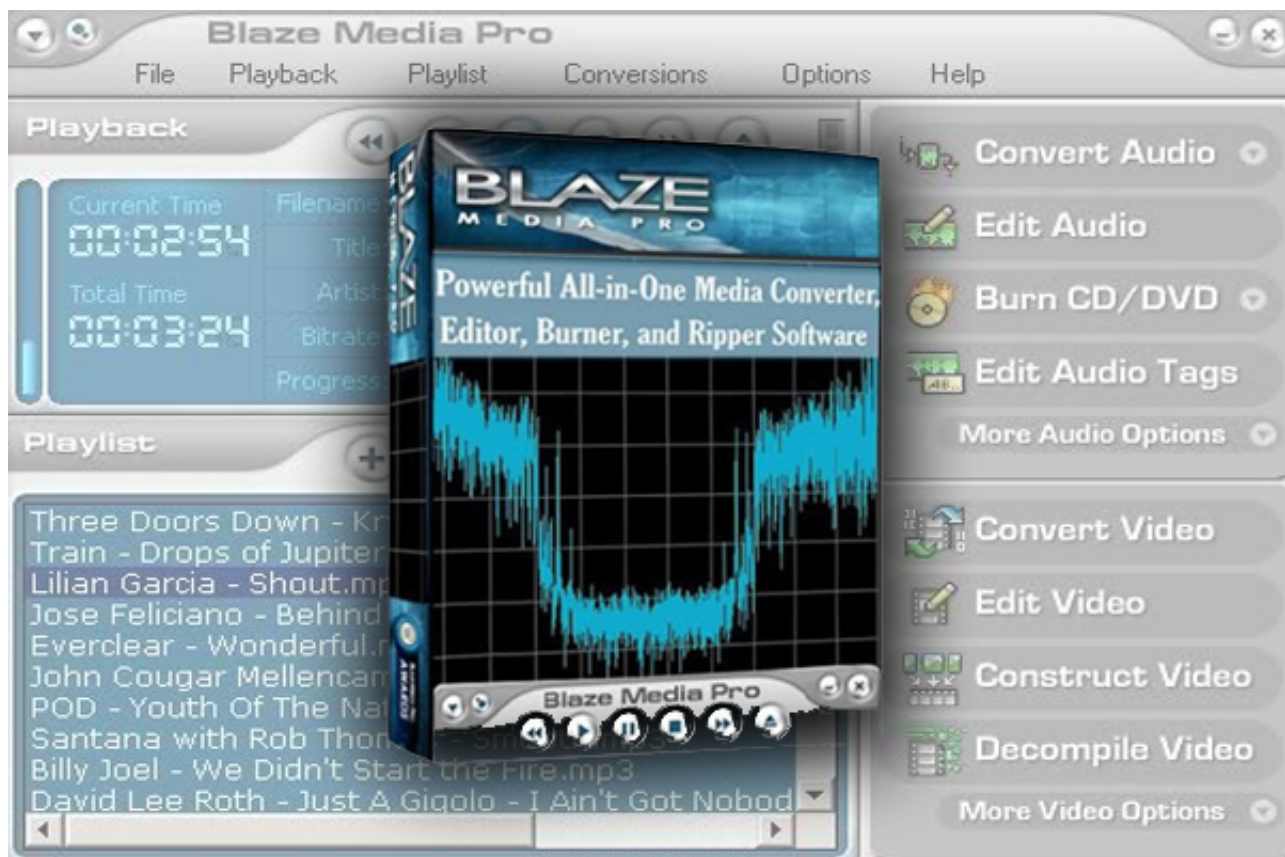 Blaze Media Pro
File Playback Playlist Conversions Options Help
Playback
Current Time
00:02:54
Total Time
00:03:24
Filename
Title
Artist
Bitrate
Progress
Playlist
Three Doors Down - Kr
Train - Drops of Jupiter
Lilian Garcia - Shout.mp
Jose Feliciano - Behind
Everclear - Wonderful.
John Cougar Mellencam
POD - Youth Of The Nat
Santana with Rob Thom
Billy Joel - We Didn't Start the Fire.mp3
David Lee Roth - Just A Gigolo - I Ain't Got Nobod
BLAZE
BLAZE
MEDIA PRO
Powerful All-in-One Media Converter,
Editor, Burner, and Ripper Software
Blaze Media Pro
Convert Audio
Edit Audio
Burn CD/DVD
Edit Audio Tags
More Audio Options
Convert Video
Edit Video
Construct Video
Decompile Video
More Video Options